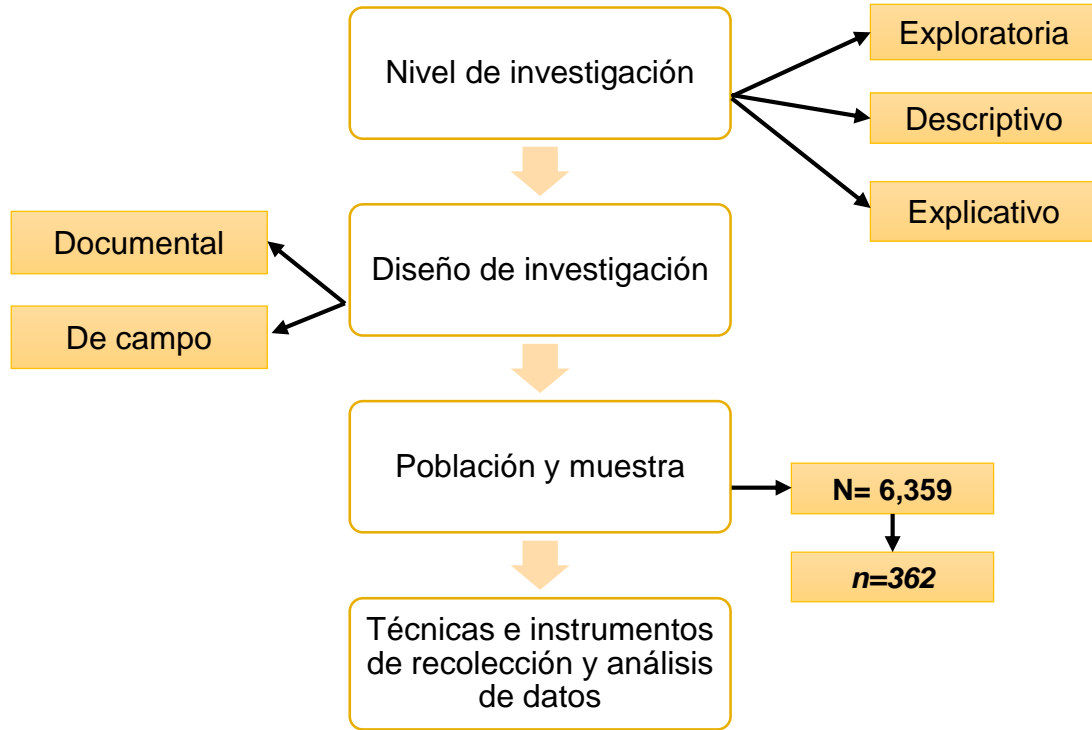 Nivel de investigación
Exploratoria
Descriptivo
Explicativo
Diseño de investigación
Documental
De campo
Población y muestra
N= 6,359
n=362
Técnicas e instrumentos
de recolección y análisis
de datos